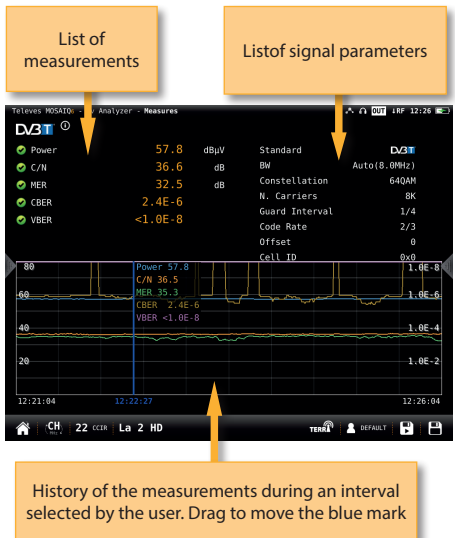 List of
measurements
Listof signal parameters
Televes MOSAIQ6 - TV Analyzer - Measures
OUT ↓RF 12:26
DVB T
Power 57.8 dBµV
C/N 36.6 dB
MER 32.5 dB
CBER 2.4E-6
VBER <1.0E-8
Standard DVB T
BW Auto(8.0MHz)
Constellation 64QAM
N. Carriers 8K
Guard Interval 1/4
Code Rate 2/3
Offset 0
Cell ID 0x0
80 1.0E-8
60 1.0E-6
40 1.0E-4
20 1.0E-2
Power 57.8
C/N 36.5
MER 35.3
CBER 2.4E-6
VBER <1.0E-8
12:21:04 12:22:27 12:26:04
CH 22 CCIR La 2 HD TERR DEFAULT
History of the measurements during an interval
selected by the user. Drag to move the blue mark